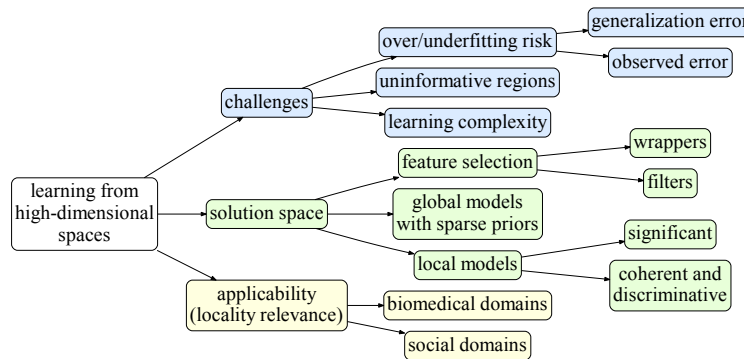 generalization error
over/underfitting risk
observed error
uninformative regions
challenges
learning complexity
wrappers
feature selection
filters
learning from
high-dimensional
spaces
solution space
global models
with sparse priors
significant
local models
coherent and
discriminative
applicability
(locality relevance)
biomedical domains
social domains